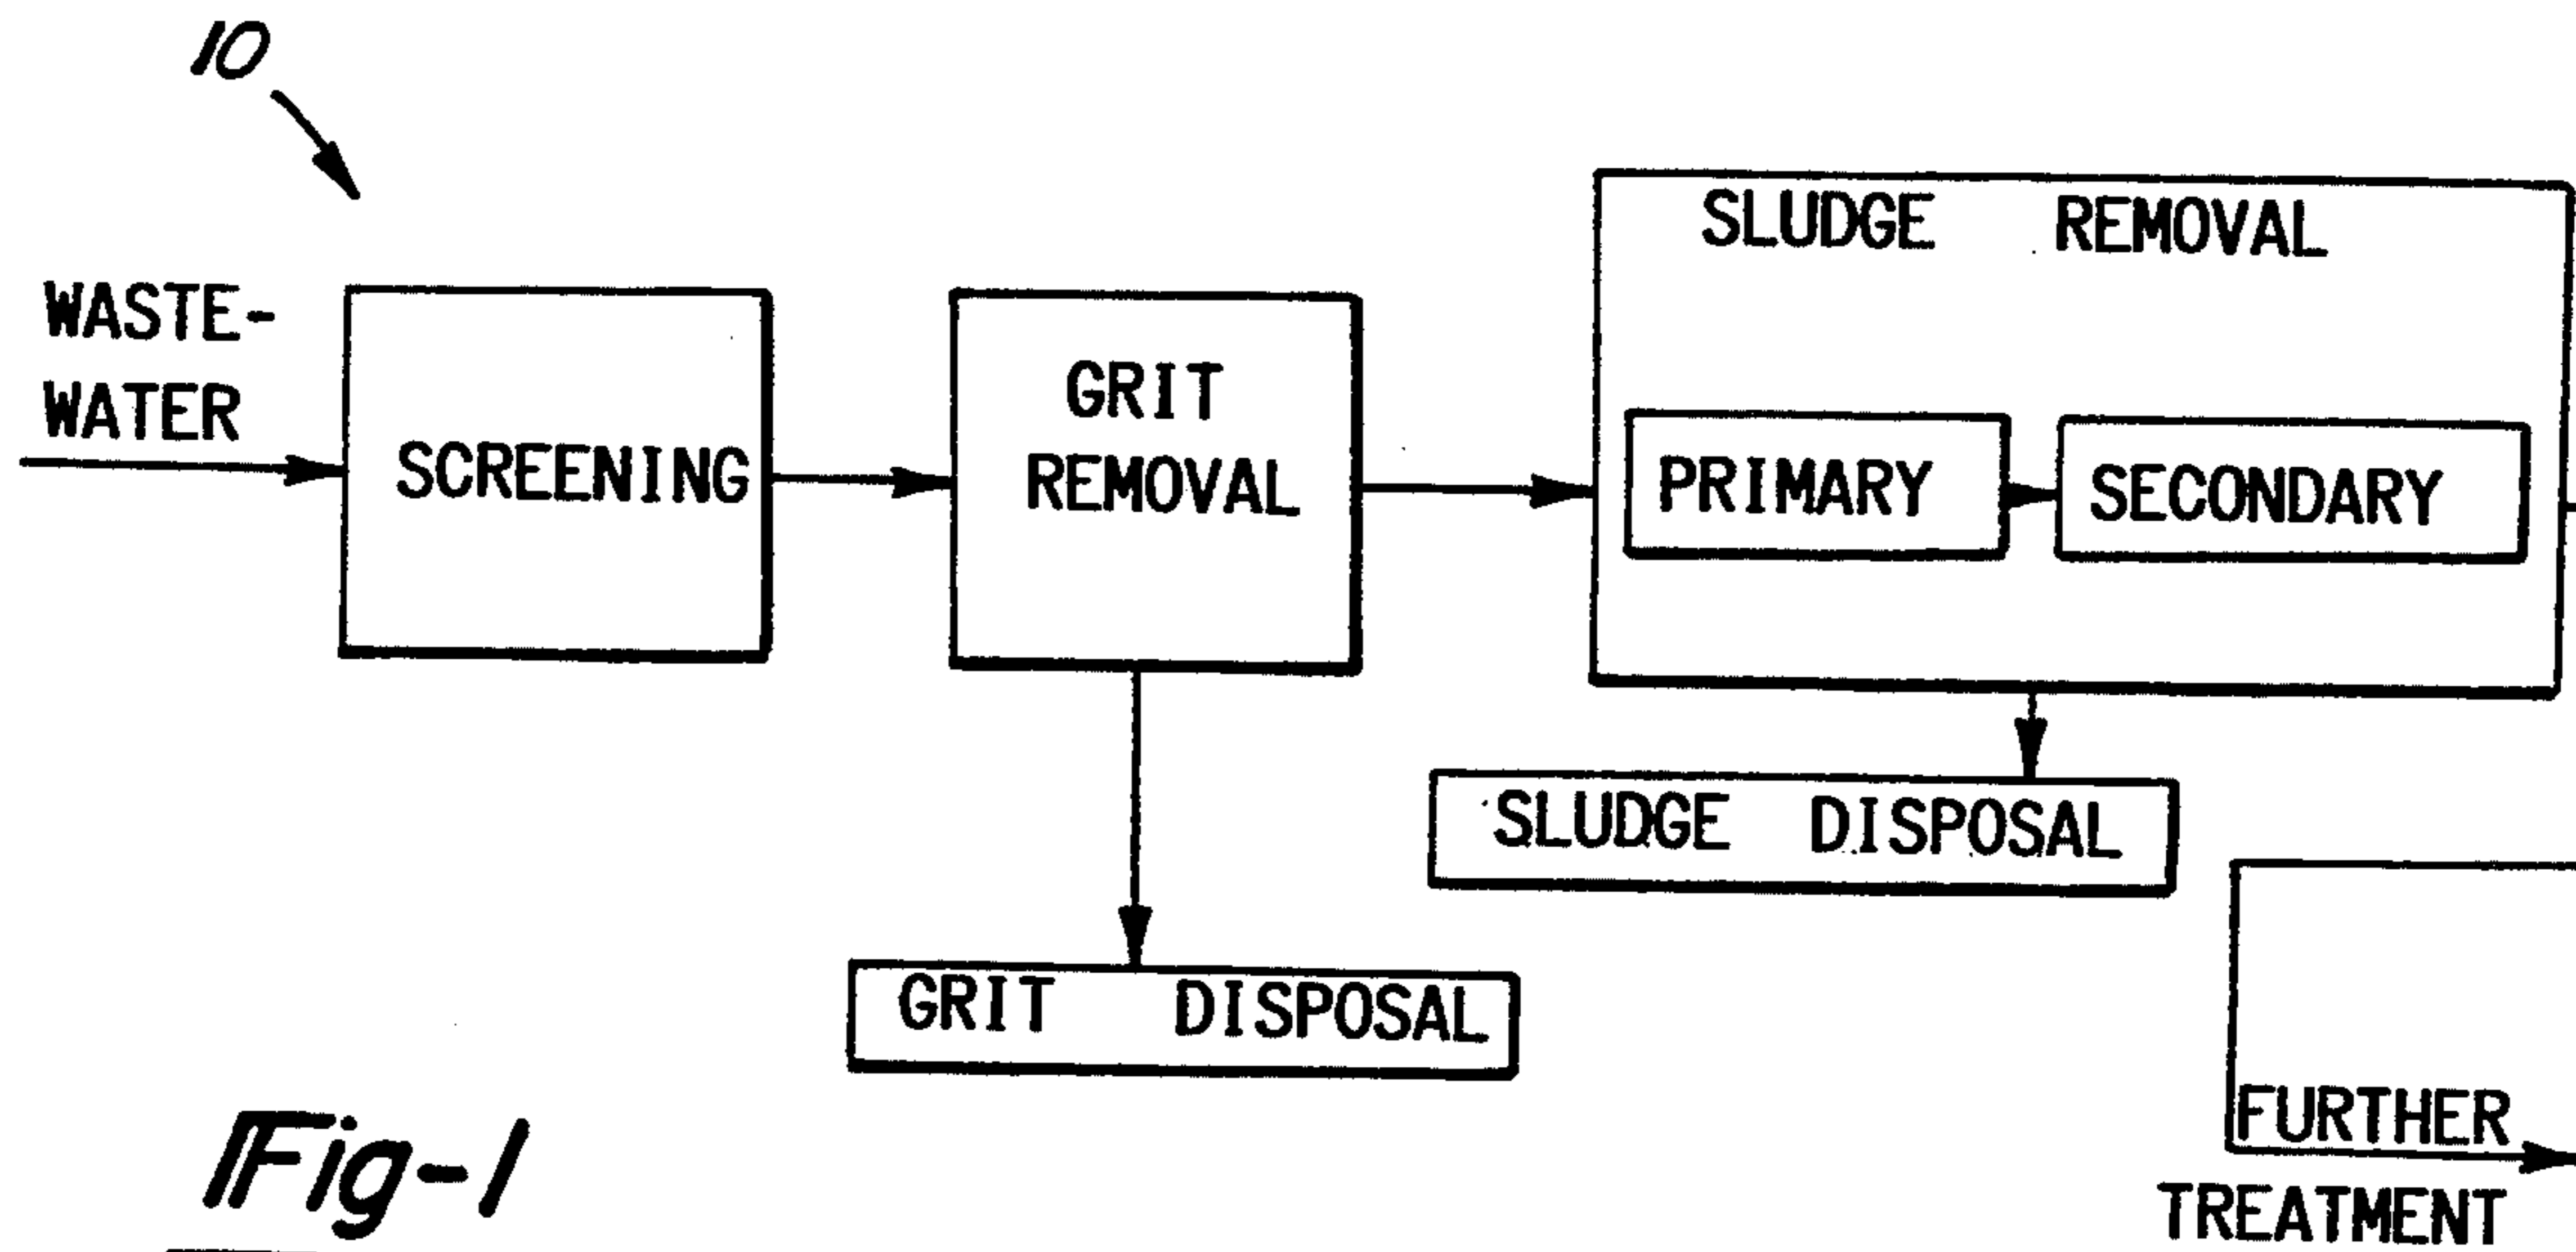 10
WASTE-
WATER
SCREENING
GRIT
REMOVAL
SLUDGE REMOVAL
PRIMARY
SECONDARY
SLUDGE DISPOSAL
GRIT DISPOSAL
FURTHER
TREATMENT
Fig-1